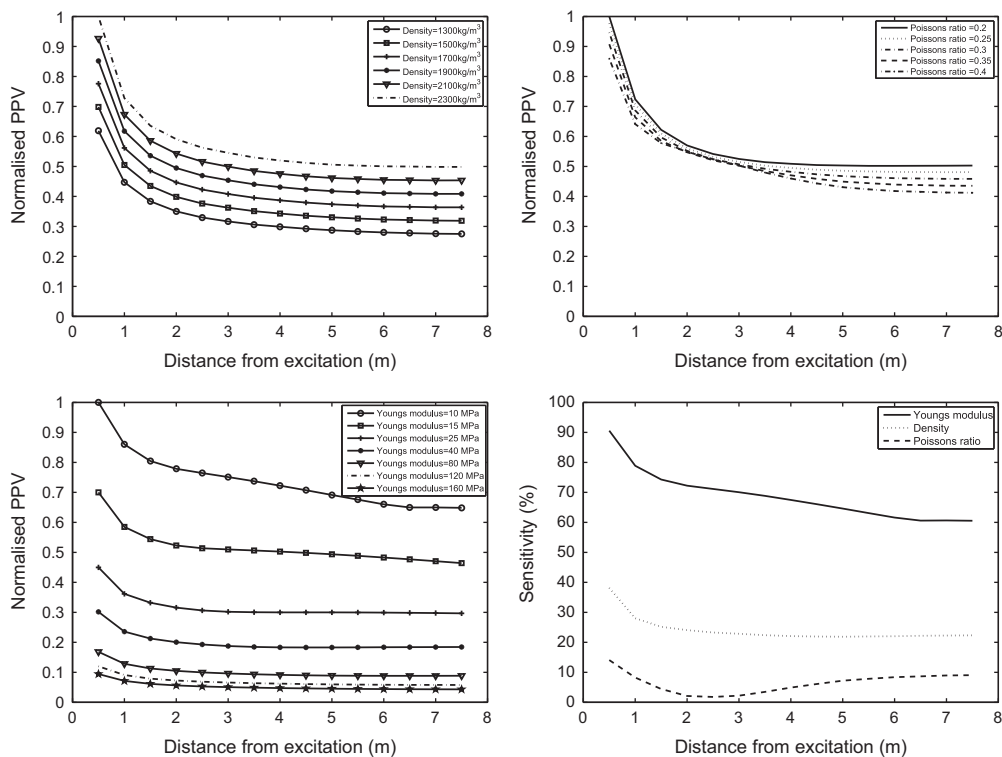 1
0.9
0.8
0.7
0.6
0.5
0.4
0.3
0.2
0.1
0
Normalised PPV
0 1 2 3 4 5 6 7 8
Distance from excitation (m)
Density=1300kg/m³
Density=1500kg/m³
Density=1700kg/m³
Density=1900kg/m³
Density=2100kg/m³
Density=2300kg/m³
1
0.9
0.8
0.7
0.6
0.5
0.4
0.3
0.2
0.1
0
Normalised PPV
0 1 2 3 4 5 6 7 8
Distance from excitation (m)
Poissons ratio =0.2
Poissons ratio =0.25
Poissons ratio =0.3
Poissons ratio =0.35
Poissons ratio =0.4
1
0.9
0.8
0.7
0.6
0.5
0.4
0.3
0.2
0.1
0
Normalised PPV
0 1 2 3 4 5 6 7 8
Distance from excitation (m)
Youngs modulus=10 MPa
Youngs modulus=15 MPa
Youngs modulus=25 MPa
Youngs modulus=40 MPa
Youngs modulus=80 MPa
Youngs modulus=120 MPa
Youngs modulus=160 MPa
100
90
80
70
60
50
40
30
20
10
0
Sensitivity (%)
0 1 2 3 4 5 6 7 8
Distance from excitation (m)
Youngs modulus
Density
Poissons ratio